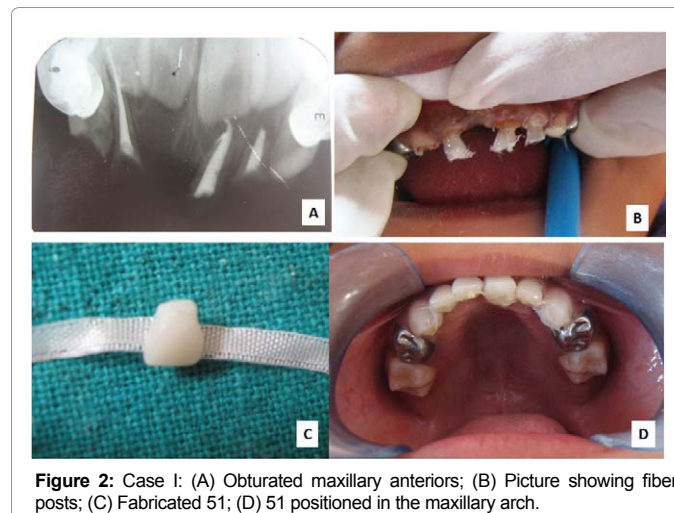 m
A
B
C
D
Figure 2: Case I: (A) Obturated maxillary anteriors; (B) Picture showing fiber
posts; (C) Fabricated 51; (D) 51 positioned in the maxillary arch.